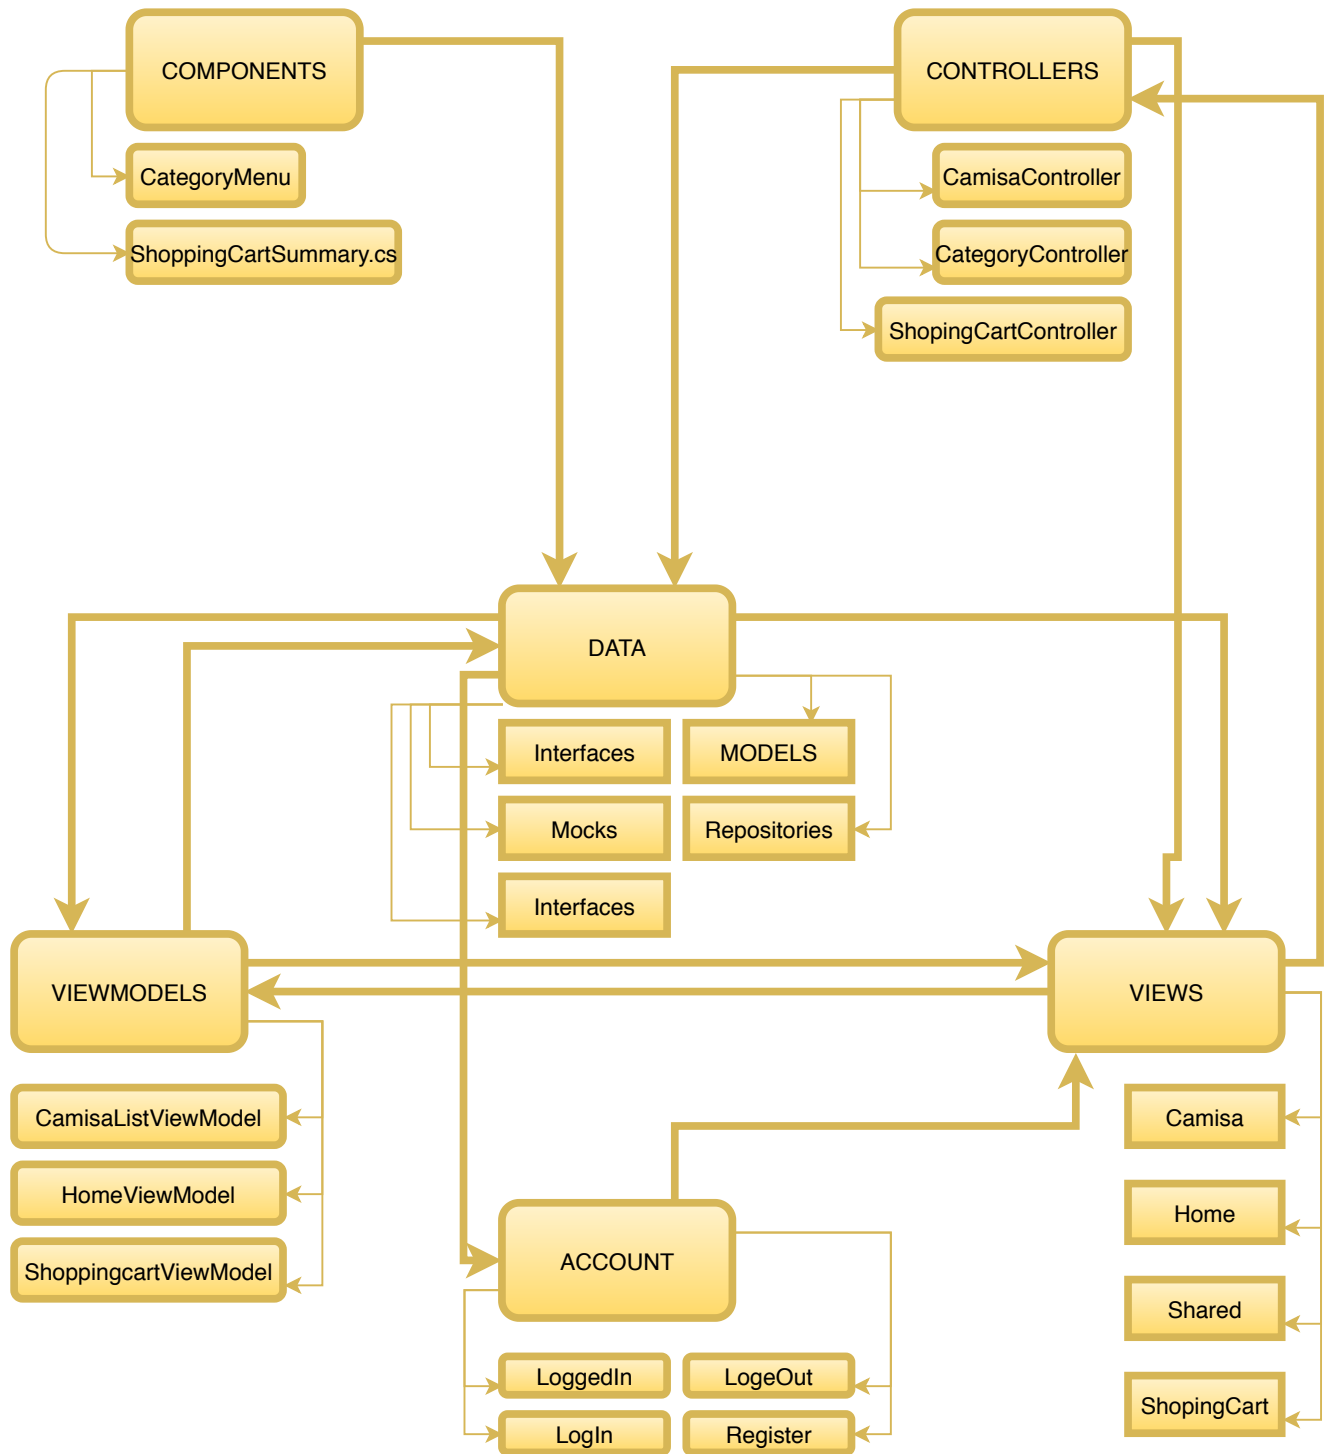 COMPONENTS
CONTROLLERS
CategoryMenu
CamisaController
ShoppingCartSummary.cs
CategoryController
ShopingCartController
DATA
Interfaces
MODELS
Mocks
Repositories
Interfaces
VIEWMODELS
VIEWS
CamisaListViewModel
Camisa
HomeViewModel
Home
ShoppingcartViewModel
ACCOUNT
Shared
LoggedIn
LogeOut
ShopingCart
LogIn
Register